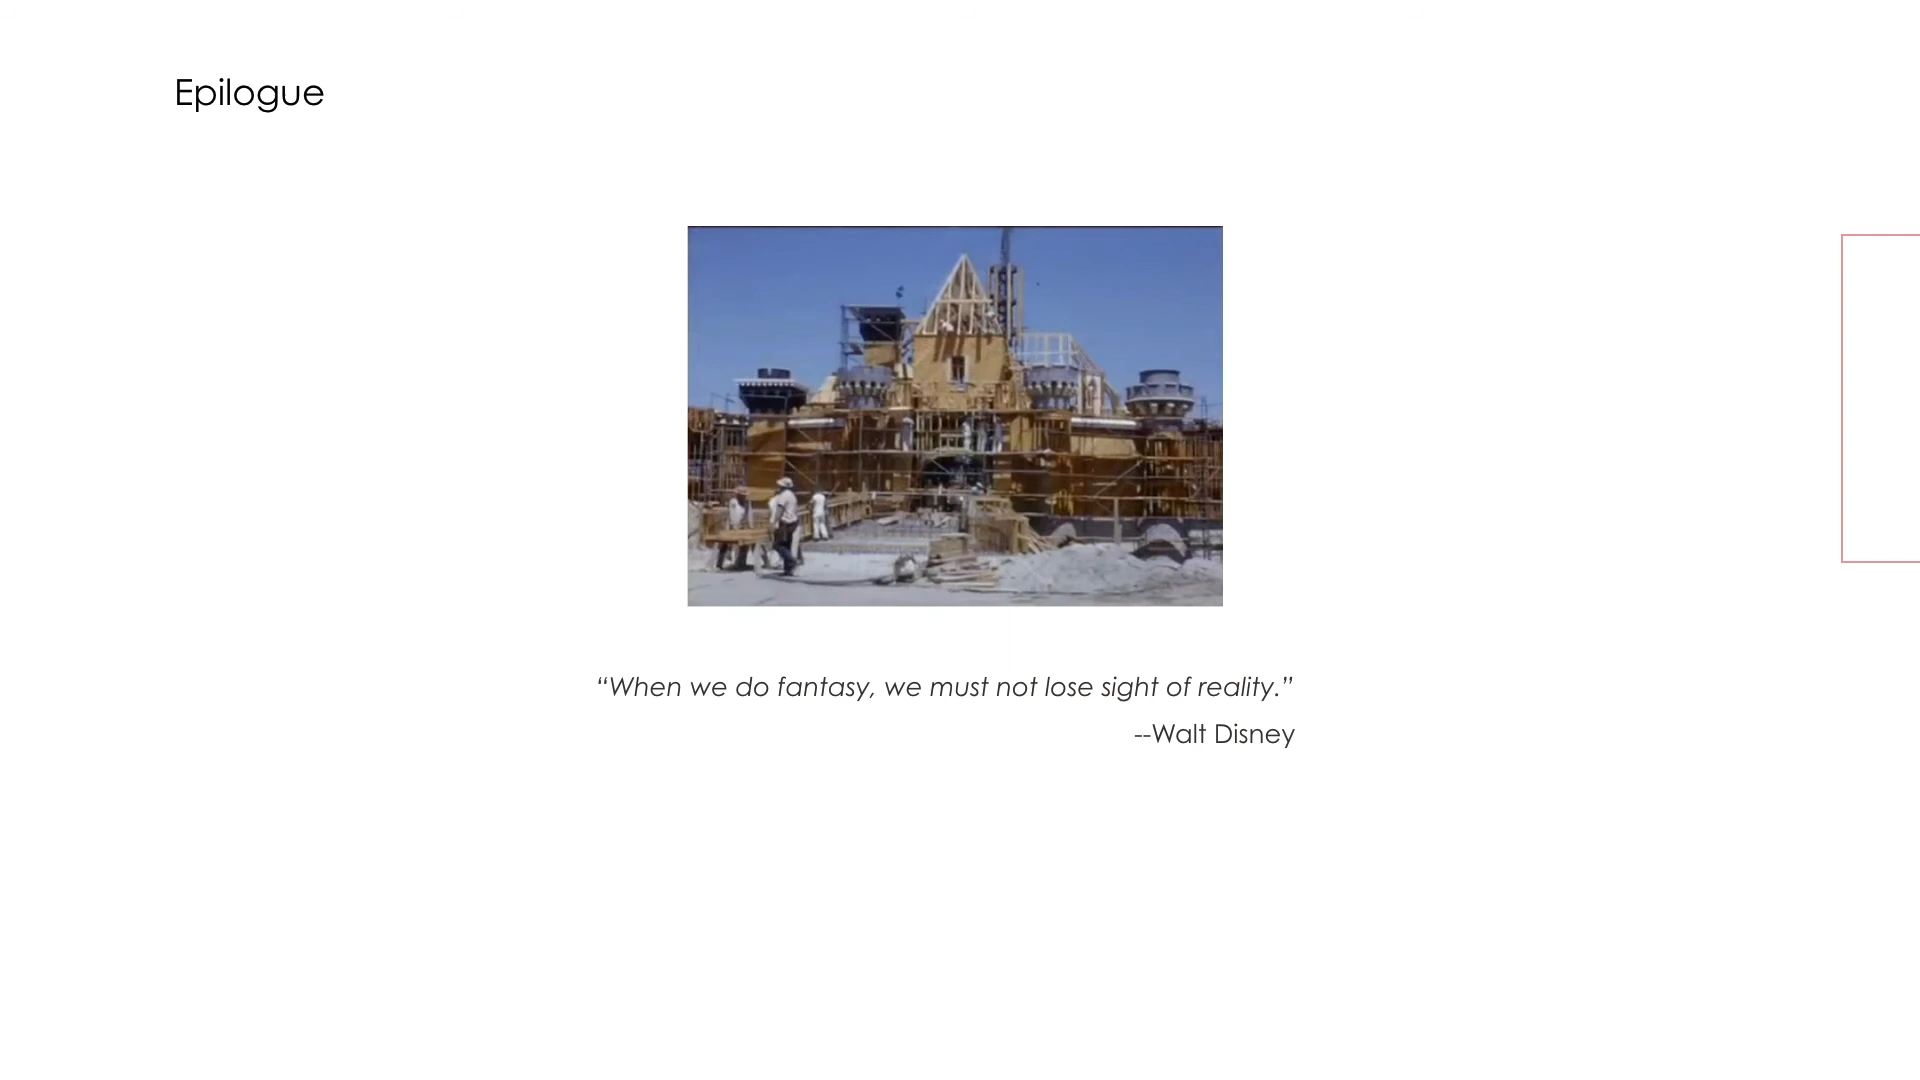 Epilogue
“When we do fantasy, we must not lose sight of reality.”
--Walt Disney